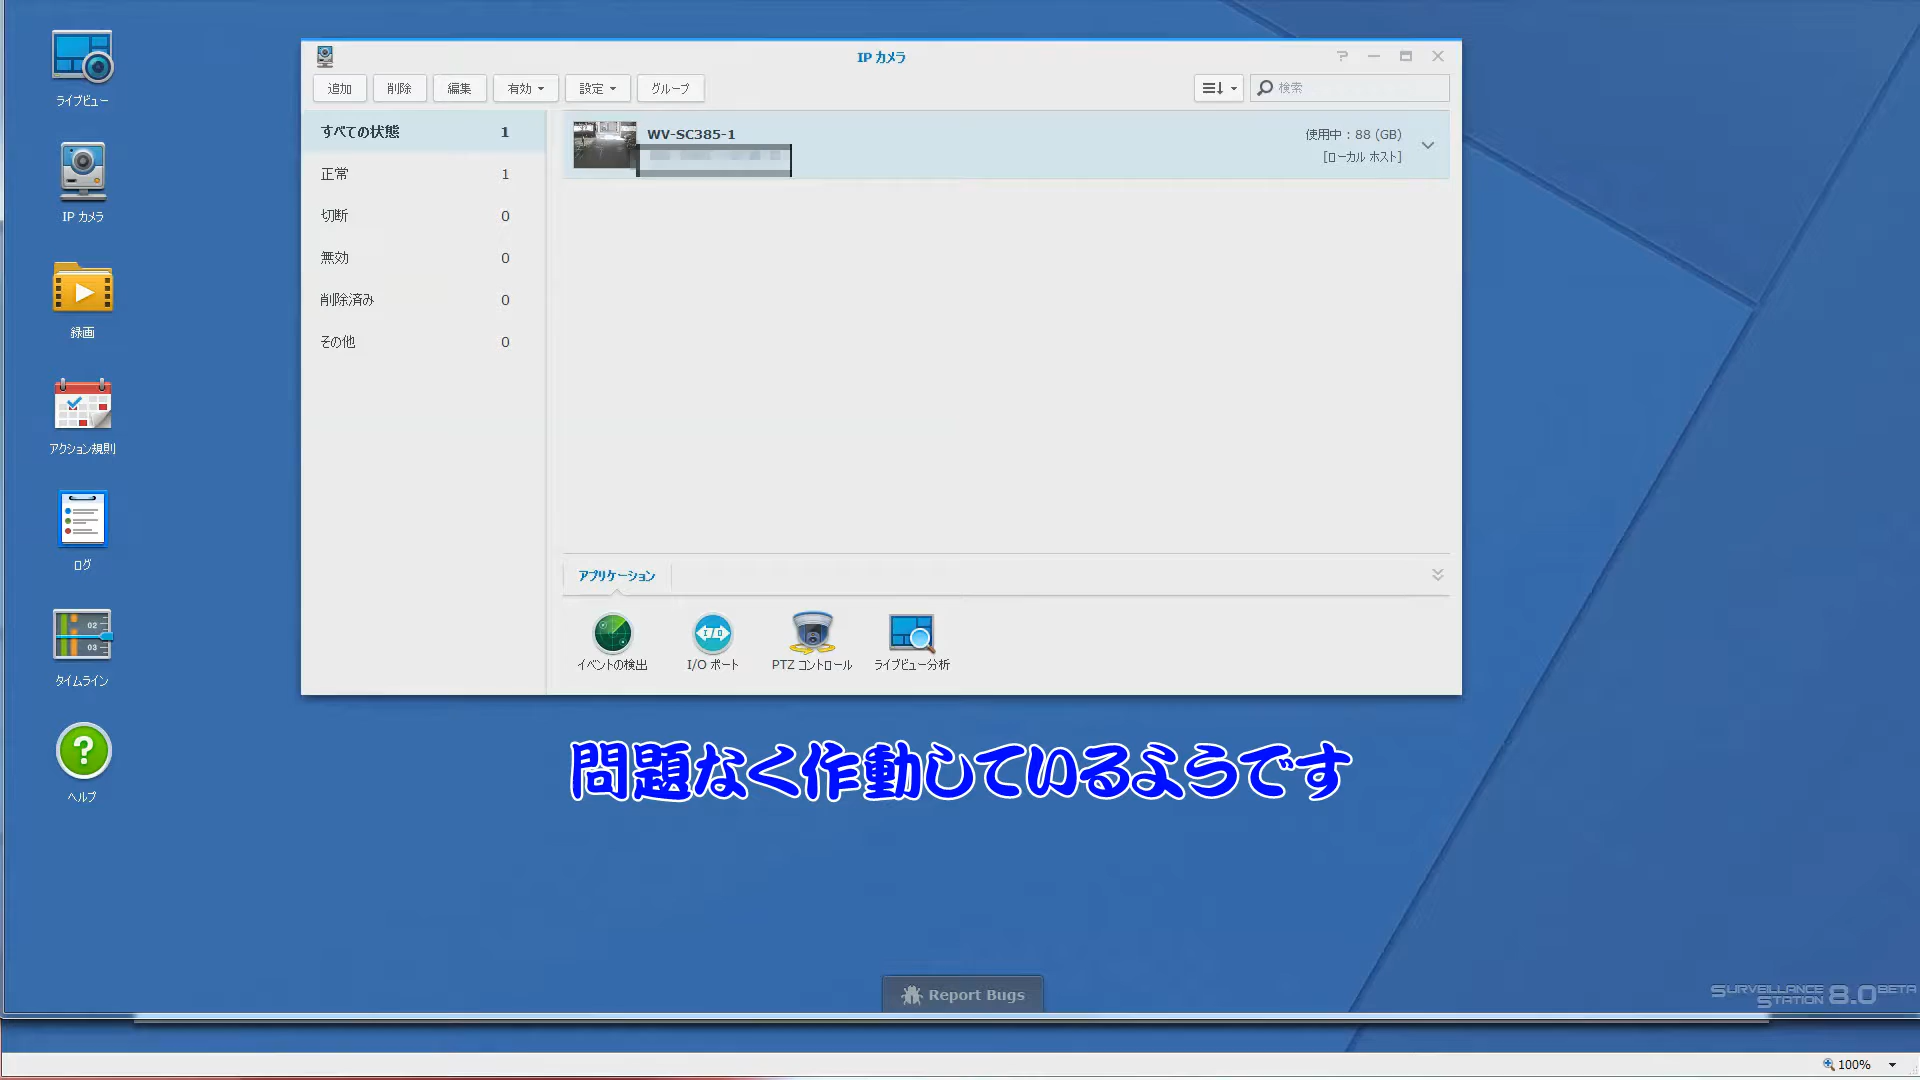 ライブビュー
IP カメラ
録画
アクション規則
ログ
タイムライン
ヘルプ
IP カメラ
追加
削除
編集
有効
設定
グループ
検索
すべての状態 1
正常 1
切断 0
無効 0
削除済み 0
その他 0
WV-SC385-1
使用中：88 (GB)
[ローカル ホスト]
アプリケーション
イベントの検出
I/O ポート
PTZ コントロール
ライブビュー分析
問題なく作動しているようです
Report Bugs
SURVEILLANCE
STATION 8.0 BETA
100%